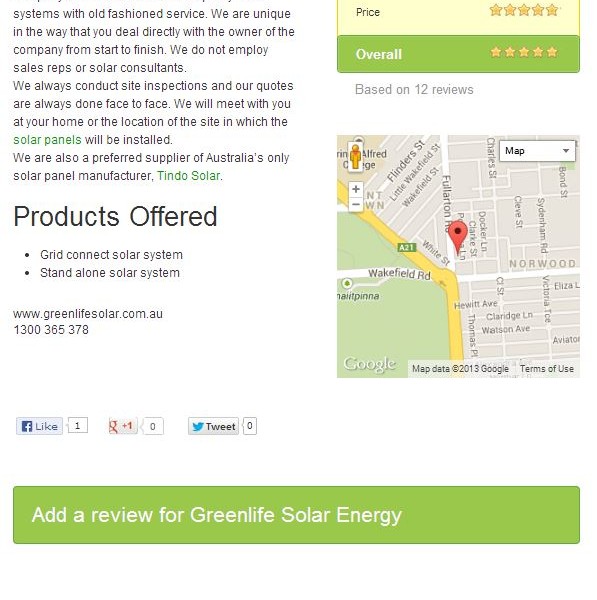 systems with old fashioned service. We are unique
in the way that you deal directly with the owner of the
company from start to finish. We do not employ
sales reps or solar consultants.
We always conduct site inspections and our quotes
are always done face to face. We will meet with you
at your home or the location of the site in which the
solar panels will be installed.
We are also a preferred supplier of Australia's only
solar panel manufacturer, Tindo Solar.
Products Offered
Grid connect solar system
Stand alone solar system
www.greenlifesolar.com.au
1300 365 378
Price
Overall
Based on 12 reviews
Map
Alfred
Flinders St
Little Wakefield St
Wakefield St
Fullarton Rd
Charles St
Bond St
Cleve St
Sydenham Rd
Docker Ln
Clarke St
NT
WN
A21
White St
NORWOOD
Wakefield Rd
Eliza L
Victoria Tce
Cl St
Hewitt Ave
Claridge Ln
Watson Ave
Thomas Pl
Aviator
Google
Map data ©2013 Google
Terms of Use
Like 1
+1 0
Tweet 0
Add a review for Greenlife Solar Energy